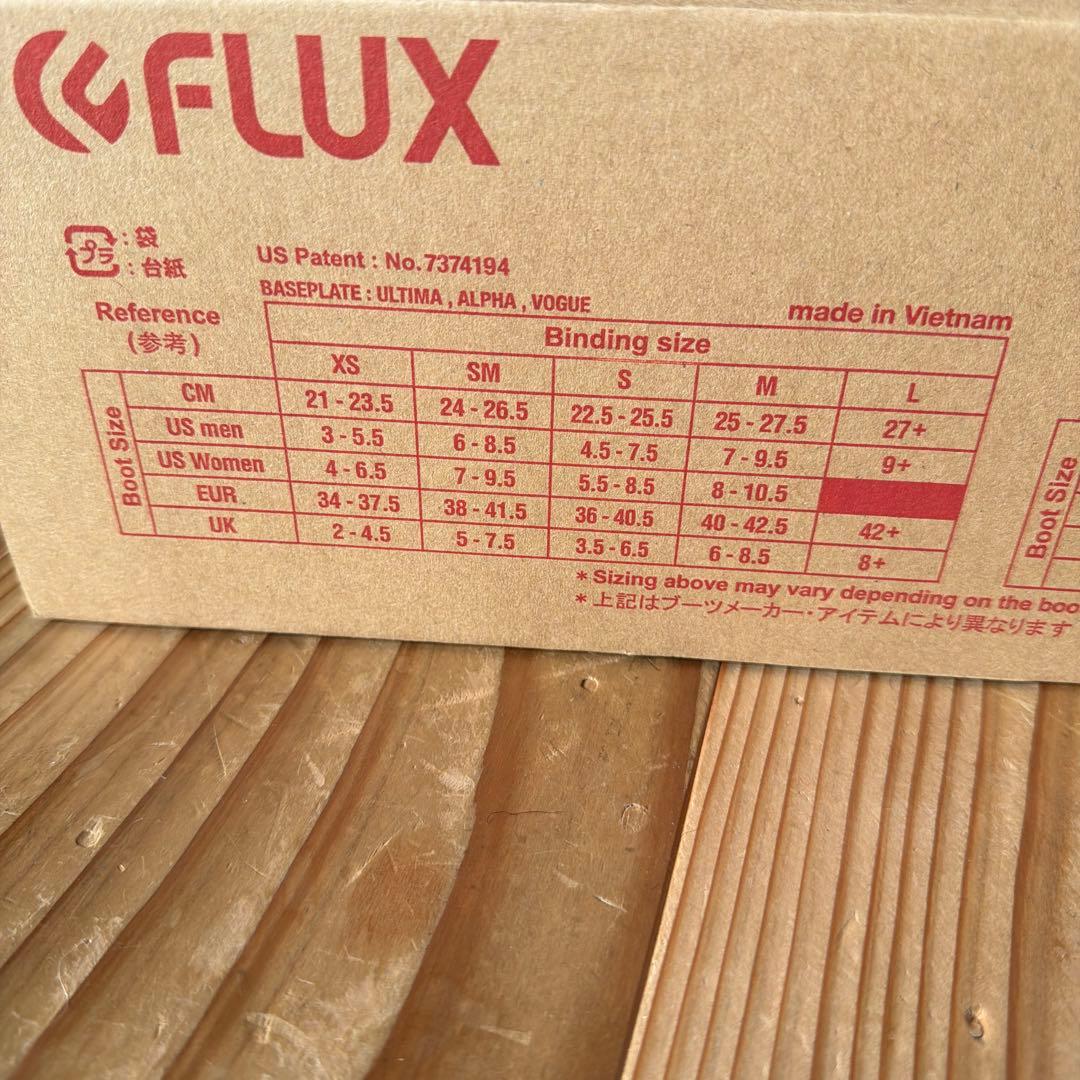 FLUX
プラ : 袋
: 台紙
US Patent : No.7374194
BASEPLATE : ULTIMA , ALPHA , VOGUE
made in Vietnam
Reference
(参考)
Binding size
XS SM S M L
Boot Size
CM 21 - 23.5 24 - 26.5 22.5 - 25.5 25 - 27.5 27+
US men 3 - 5.5 6 - 8.5 4.5 - 7.5 7 - 9.5 9+
US Women 4 - 6.5 7 - 9.5 5.5 - 8.5 8 - 10.5
EUR. 34 - 37.5 38 - 41.5 36 - 40.5 40 - 42.5 42+
UK 2 - 4.5 5 - 7.5 3.5 - 6.5 6 - 8.5 8+
* Sizing above may vary depending on the boo
* 上記はブーツメーカー・アイテムにより異なります
Boot Size